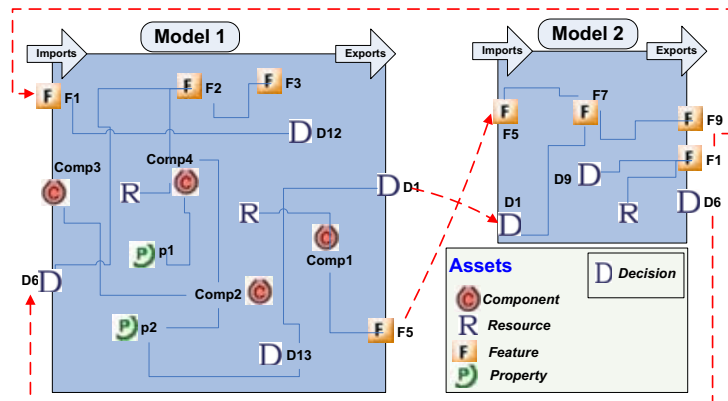 Model 1
Imports
Exports
F1
F
F2
F
F3
F
D
D12
Comp3
C
Comp4
C
R
R
D
D1
P
p1
C
Comp1
D6
D
Comp2
C
P
p2
D
D13
F
F5
Model 2
Imports
Exports
F
F5
F7
F
F
F9
F
F1
D9
D
D
D6
D1
D
R
Assets
D
Decision
C
Component
R
Resource
F
Feature
P
Property